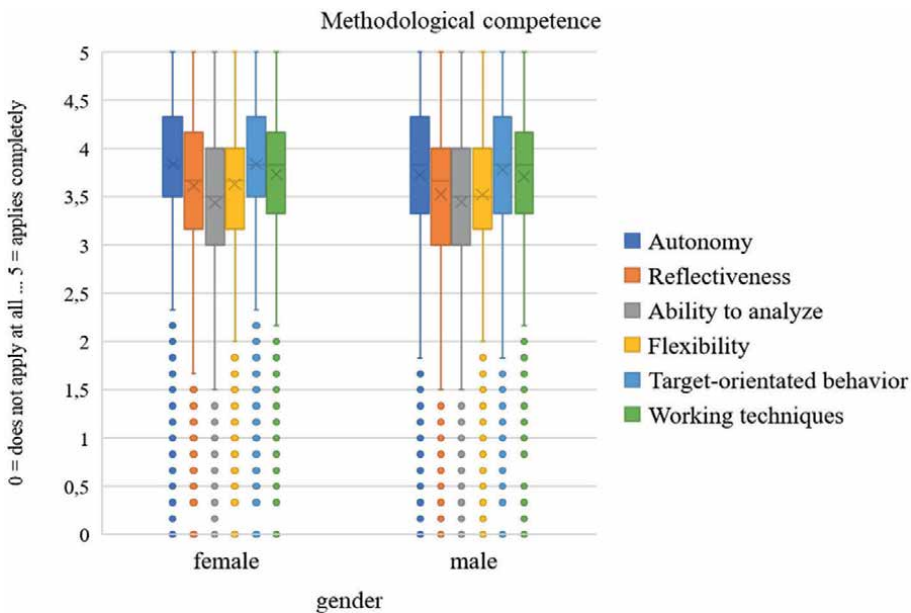 Methodological competence
0 = does not apply at all ... 5 = applies completely
5
4,5
4
3,5
3
2,5
2
1,5
1
0,5
0
female
male
gender
Autonomy
Reflectiveness
Ability to analyze
Flexibility
Target-orientated behavior
Working techniques